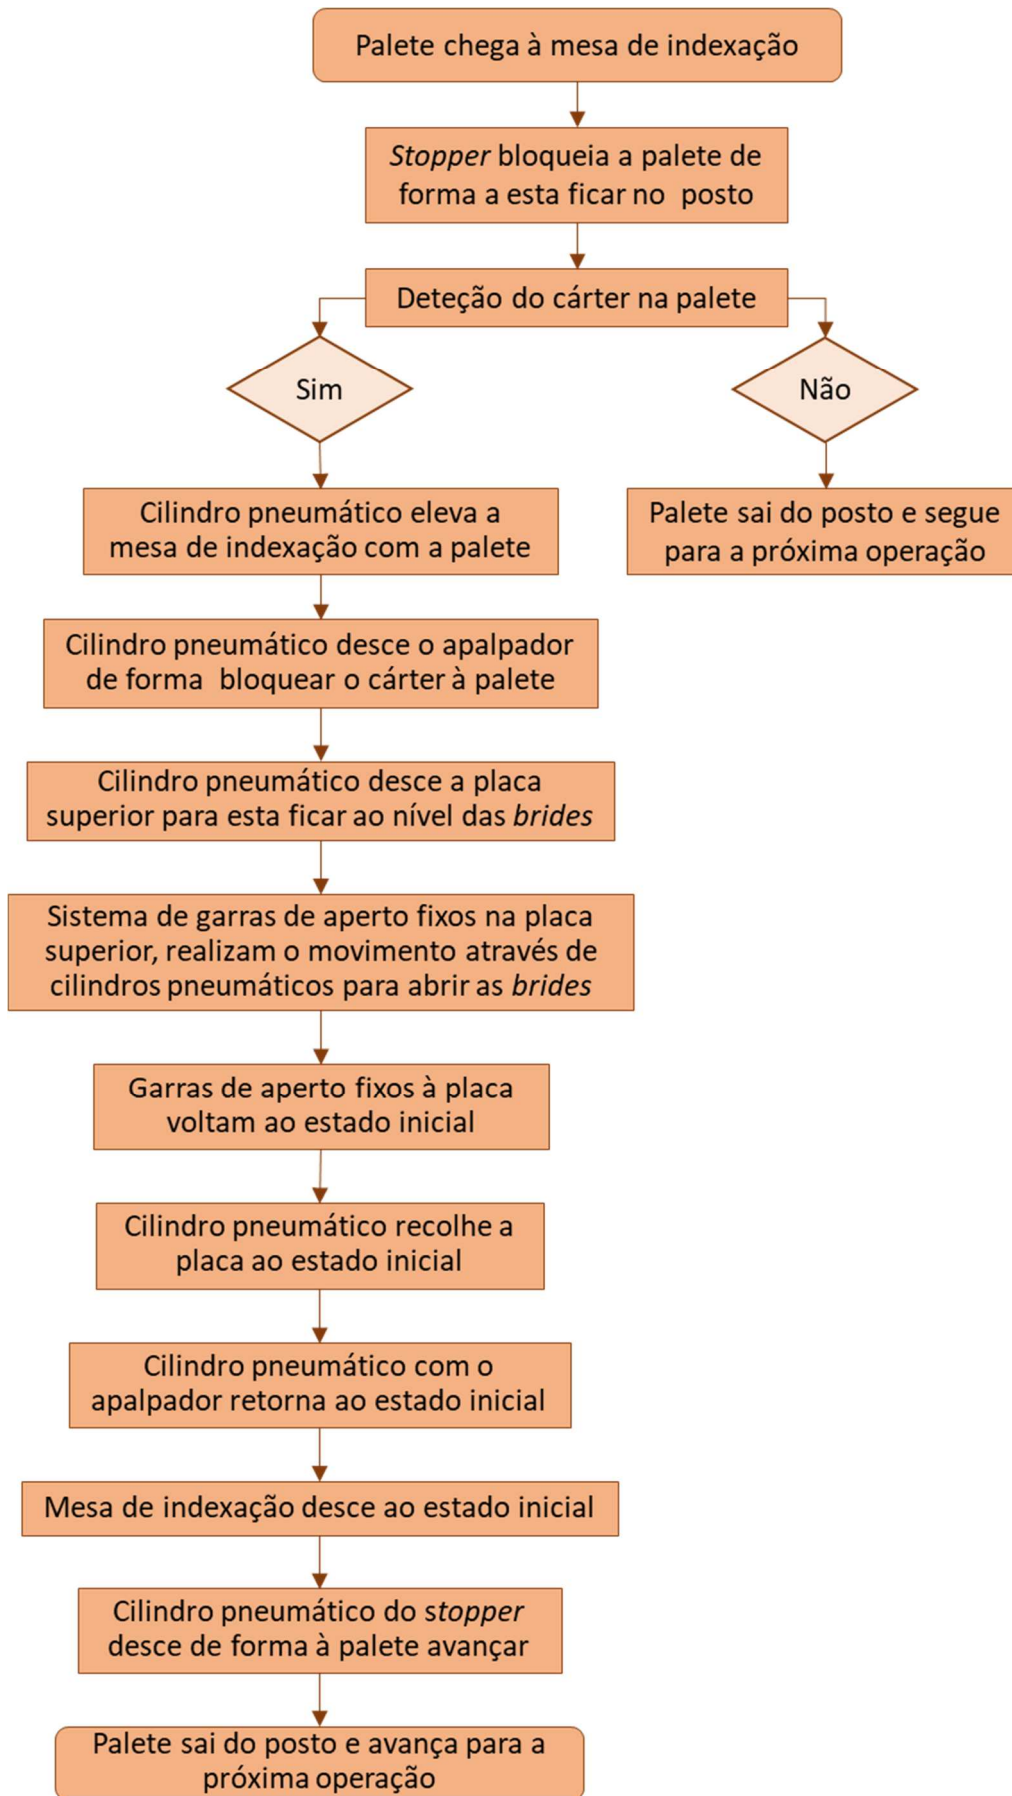 Palete chega à mesa de indexação
Stopper bloqueia a palete de
forma a esta ficar no posto
Deteção do cárter na palete
Sim
Não
Cilindro pneumático eleva a
mesa de indexação com a palete
Palete sai do posto e segue
para a próxima operação
Cilindro pneumático desce o apalpador
de forma bloquear o cárter à palete
Cilindro pneumático desce a placa
superior para esta ficar ao nível das brides
Sistema de garras de aperto fixos na placa
superior, realizam o movimento através de
cilindros pneumáticos para abrir as brides
Garras de aperto fixos à placa
voltam ao estado inicial
Cilindro pneumático recolhe a
placa ao estado inicial
Cilindro pneumático com o
apalpador retorna ao estado inicial
Mesa de indexação desce ao estado inicial
Cilindro pneumático do stopper
desce de forma à palete avançar
Palete sai do posto e avança para a
próxima operação